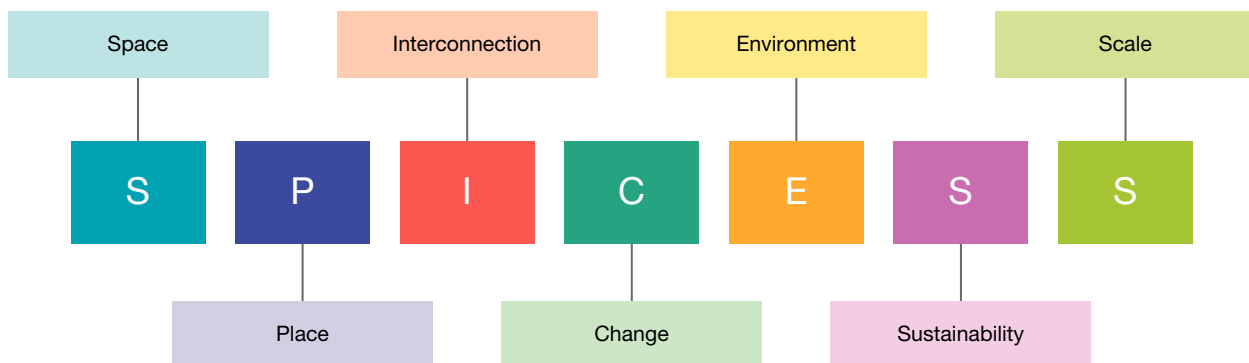 Space
Interconnection
Environment
Scale
S
P
I
C
E
S
S
Place
Change
Sustainability